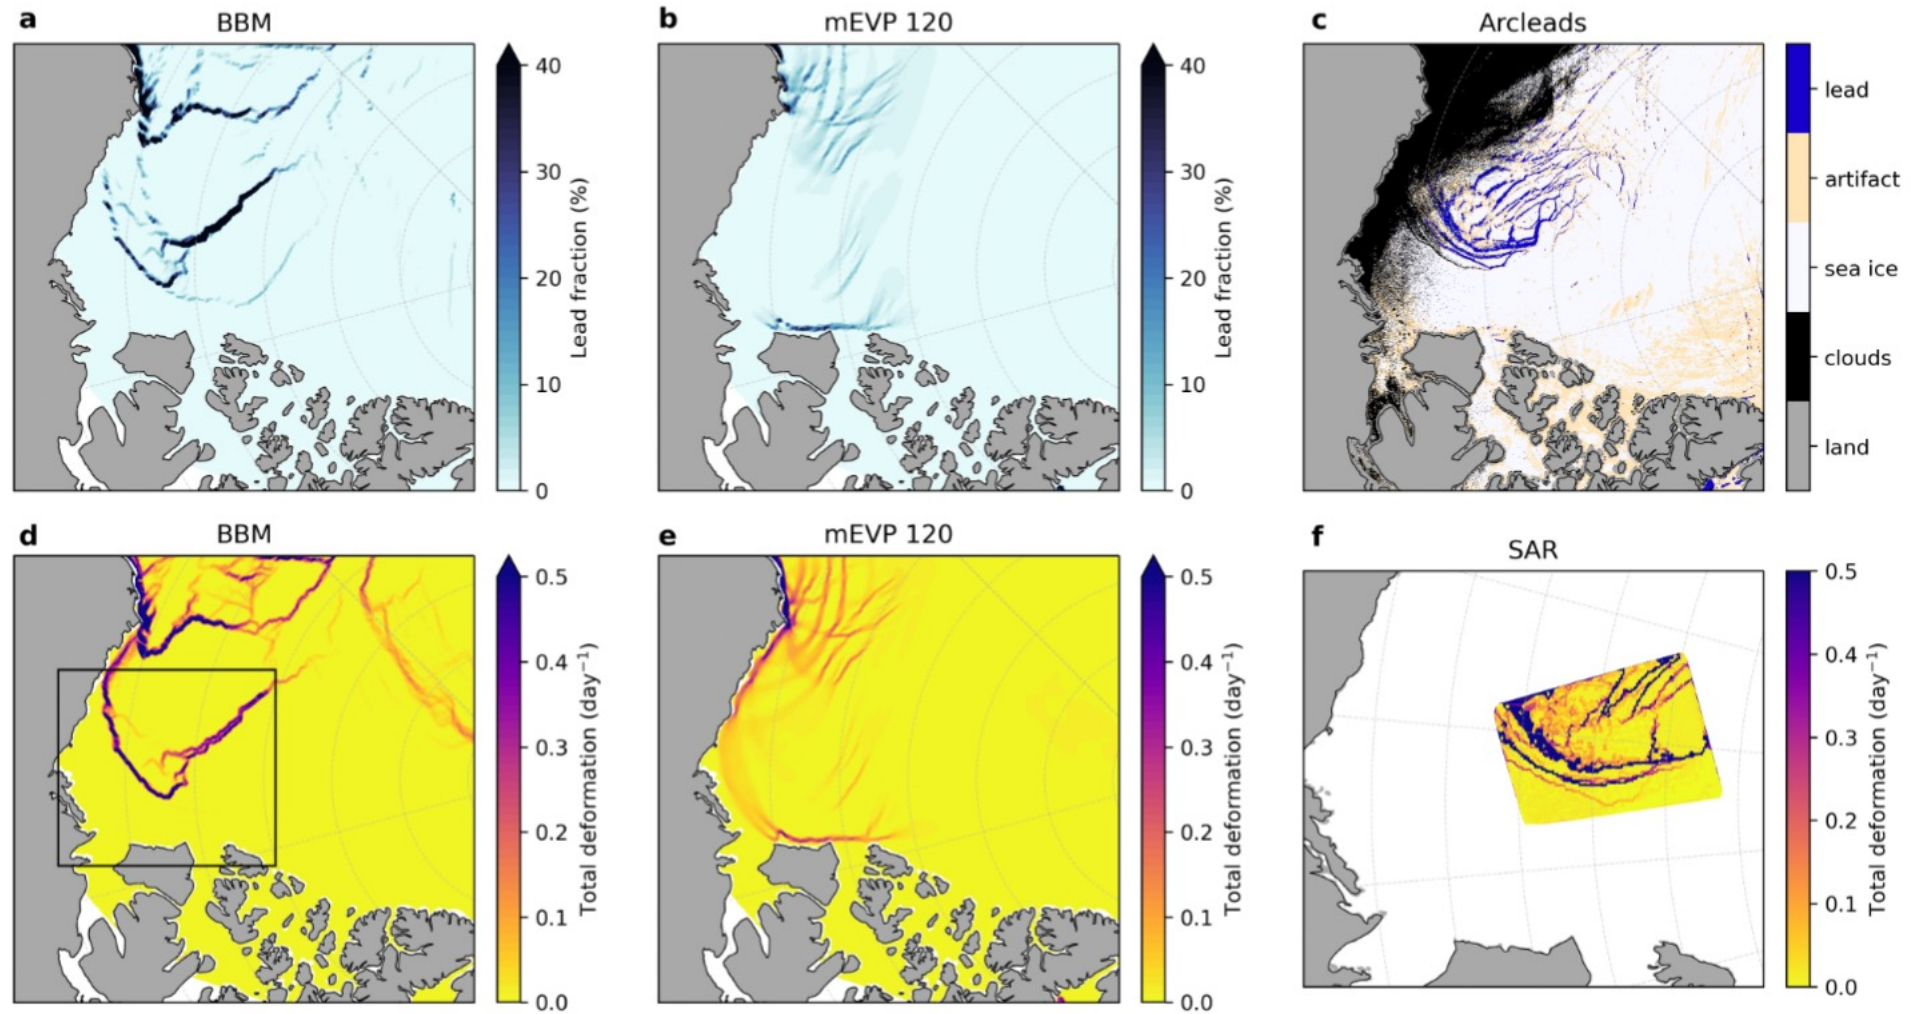 a BBM
40
30
20
10
0
Lead fraction (%)
b mEVP 120
40
30
20
10
0
Lead fraction (%)
c Arcleads
lead
artifact
sea ice
clouds
land
d BBM
0.5
0.4
0.3
0.2
0.1
0.0
Total deformation (day⁻¹)
e mEVP 120
0.5
0.4
0.3
0.2
0.1
0.0
Total deformation (day⁻¹)
f SAR
0.5
0.4
0.3
0.2
0.1
0.0
Total deformation (day⁻¹)